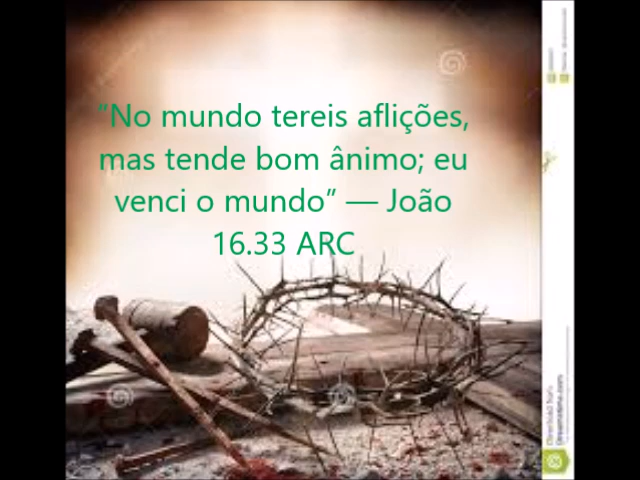 "No mundo tereis aflições,
mas tende bom ânimo; eu
venci o mundo" — João
16.33 ARC